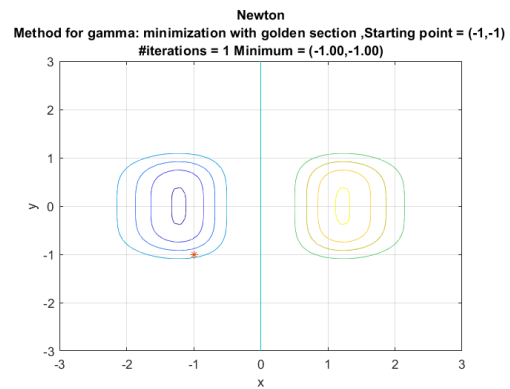 Newton
Method for gamma: minimization with golden section ,Starting point = (-1,-1)
#iterations = 1 Minimum = (-1.00,-1.00)
3
2
1
0
-1
-2
-3
y
-3
-2
-1
0
1
2
3
x